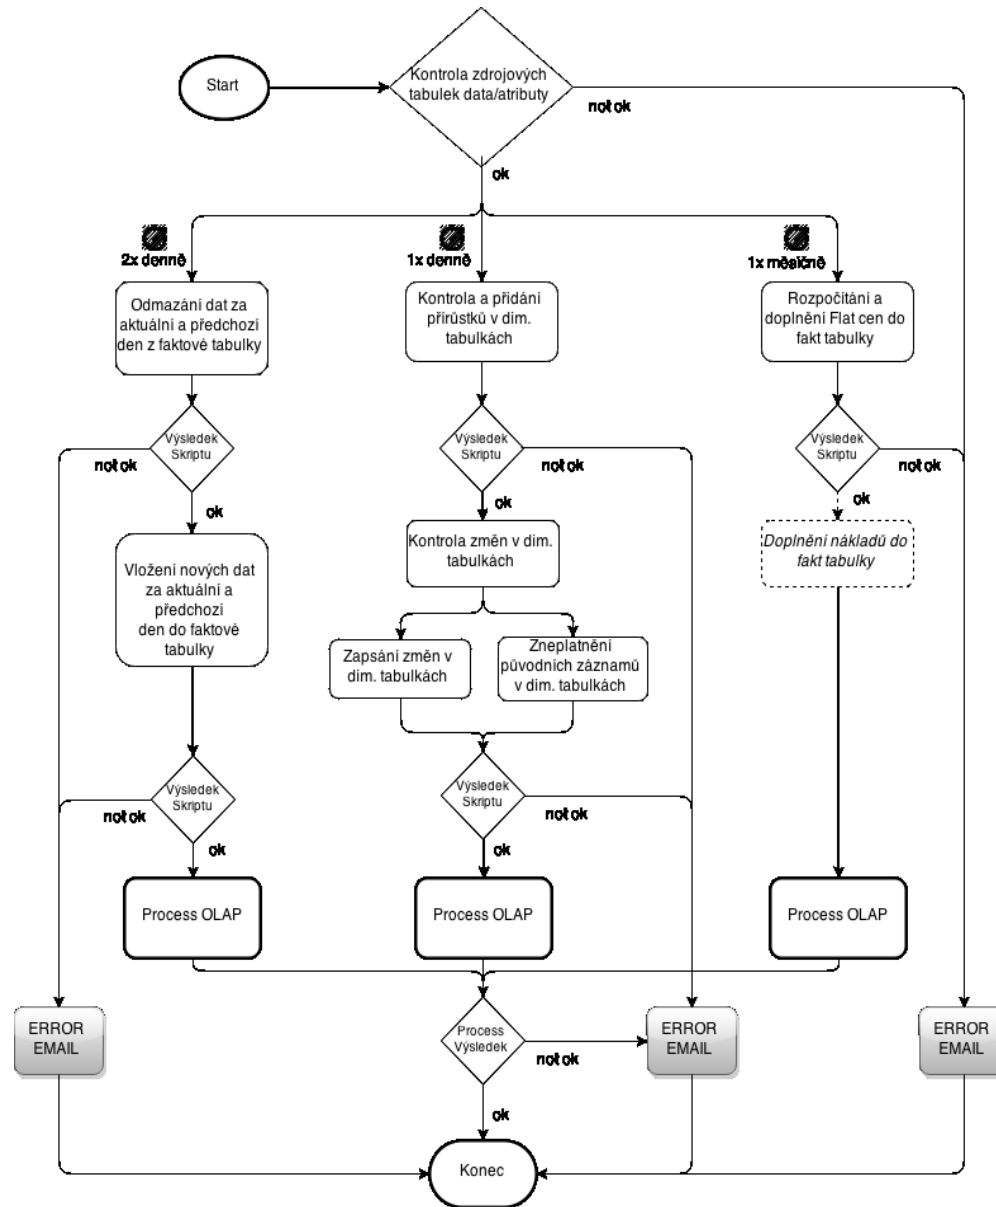 Start
Kontrola zdrojových
tabulek data/atributy
not ok
ok
2x denně
1x denně
1x měsíčně
Odmazání dat za
aktuální a předchozí
den z faktové tabulky
Kontrola a přidání
přírůstků v dim.
tabulkách
Rozpočítání a
doplnění Flat cen do
fakt tabulky
Výsledek
Skriptu
Výsledek
Skriptu
Výsledek
Skriptu
not ok
not ok
not ok
ok
ok
ok
Vložení nových dat
za aktuální a
předchozí
den do faktové
tabulky
Kontrola změn v dim.
tabulkách
Doplnění nákladů do
fakt tabulky
Zapsání změn v
dim. tabulkách
Zneplatnění
původních záznamů
v dim. tabulkách
Výsledek
Skriptu
Výsledek
Skriptu
not ok
not ok
ok
ok
Process OLAP
Process OLAP
Process OLAP
ERROR
EMAIL
Process
Výsledek
not ok
ERROR
EMAIL
ERROR
EMAIL
ok
Konec